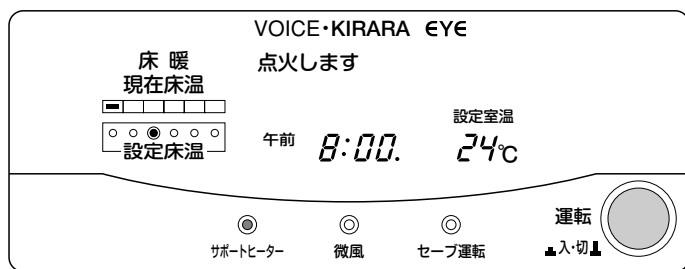 VOICE・KIRARA EYE
床 暖
現在床温
点火します
設定床温
午前 8:00.
設定室温
24℃
サポートヒーター
微風
セーブ運転
運転
入・切